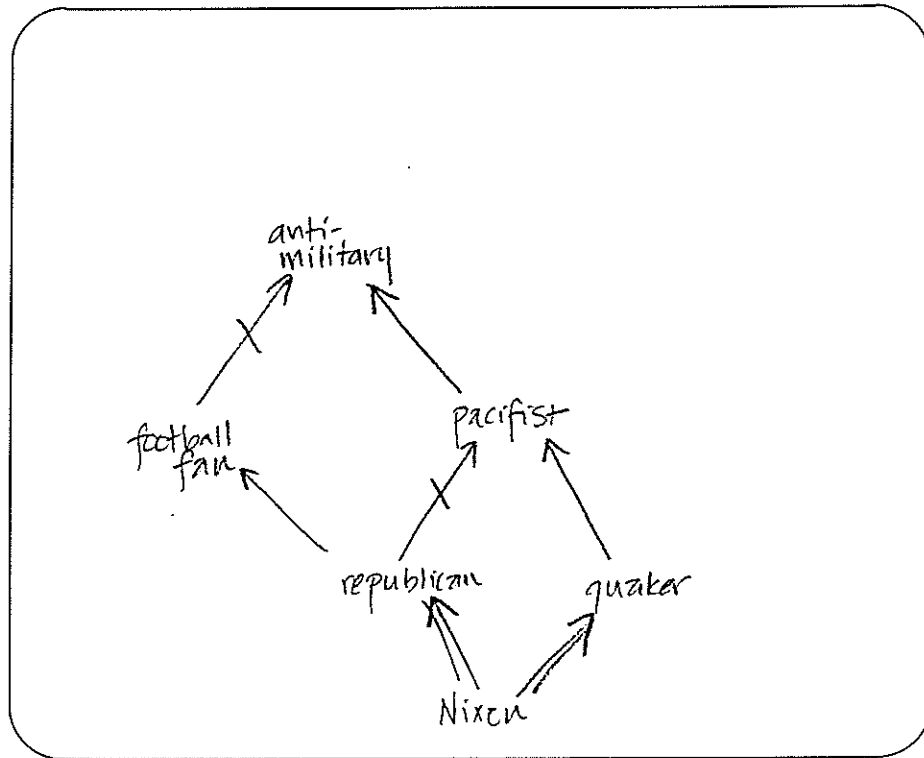 anti-
military
pacifist
football
fan
republican
quaker
Nixon